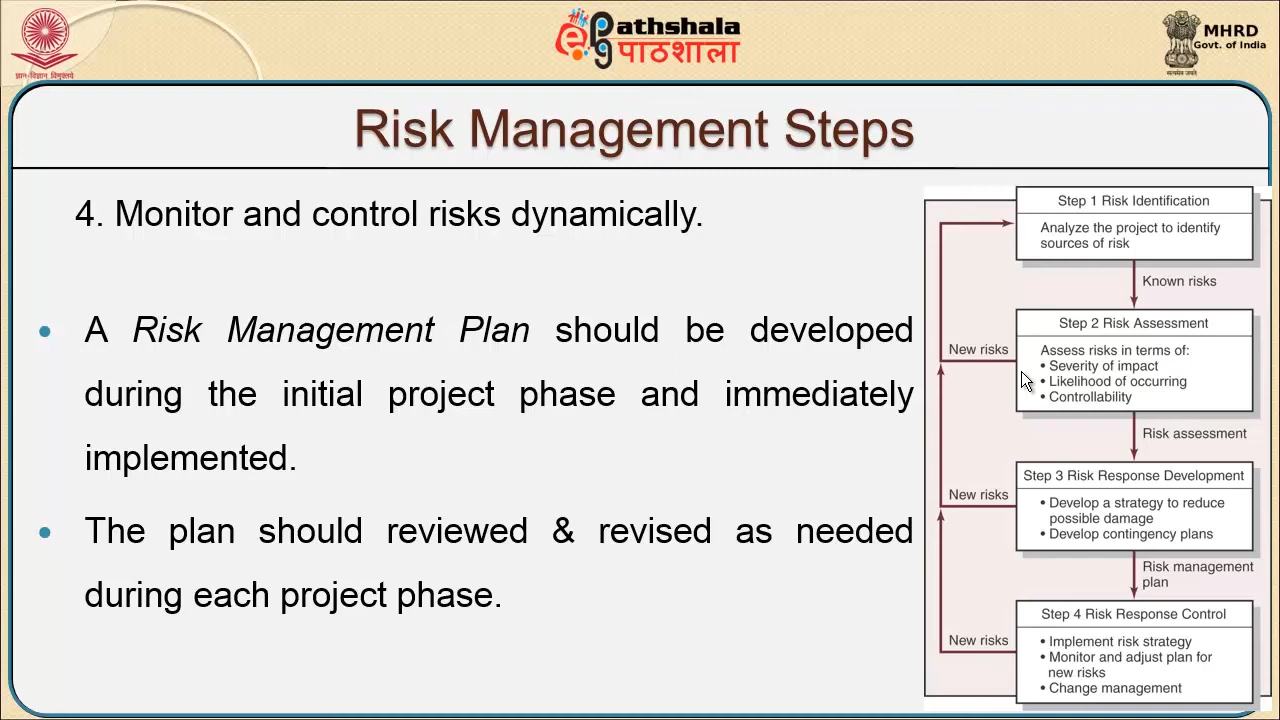 ज्ञान-विज्ञान विमुक्तये
ePathshala
पाठशाला
MHRD
Govt. of India
सत्यमेव जयते
Risk Management Steps
4. Monitor and control risks dynamically.
• A Risk Management Plan should be developed
during the initial project phase and immediately
implemented.
• The plan should reviewed & revised as needed
during each project phase.
Step 1 Risk Identification
Analyze the project to identify
sources of risk
Known risks
Step 2 Risk Assessment
New risks
Assess risks in terms of:
• Severity of impact
• Likelihood of occurring
• Controllability
Risk assessment
Step 3 Risk Response Development
New risks
• Develop a strategy to reduce
possible damage
• Develop contingency plans
Risk management
plan
Step 4 Risk Response Control
New risks
• Implement risk strategy
• Monitor and adjust plan for
new risks
• Change management